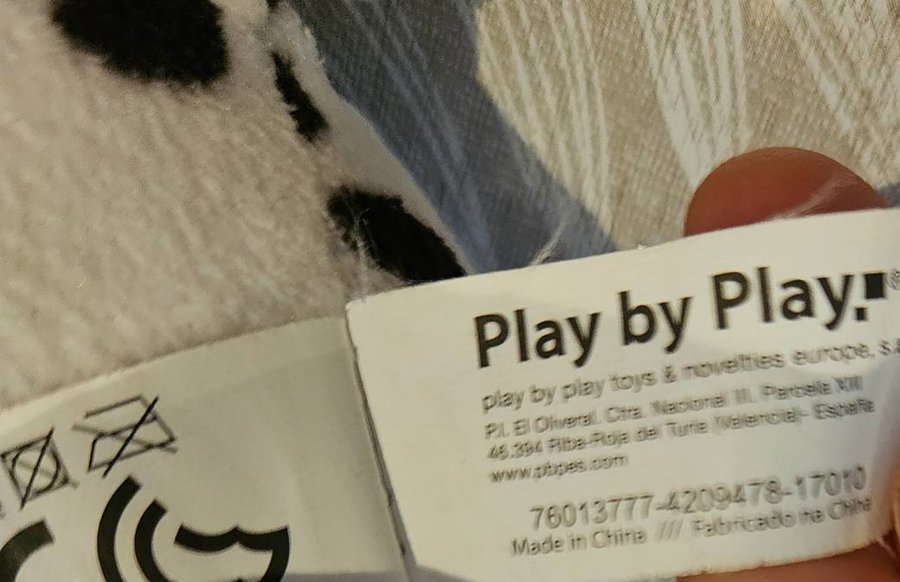 Play by Play®
play by play toys & novelties europe, s.a
P.I. El Oliveral. Ctra. Nacional III. Parcela XIII
46.394 Riba-Roja del Turia (Valencia)- España
www.pbpes.com
76013777-4209478-17010
Made in China /// Fabricado na China